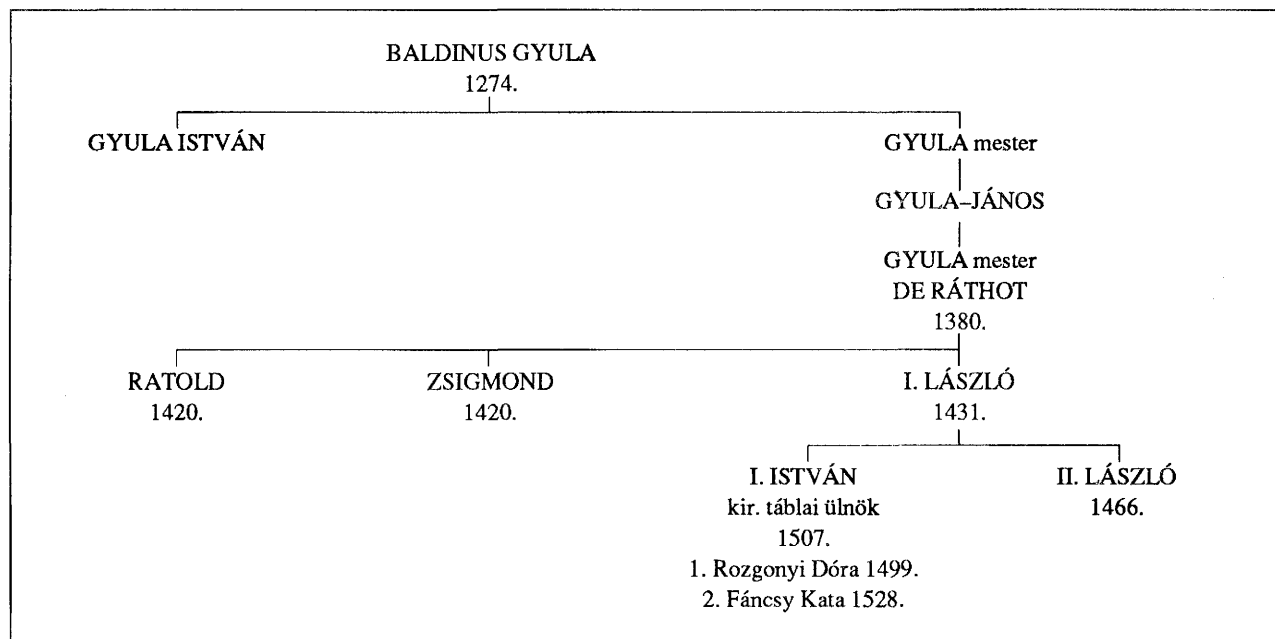 BALDINUS GYULA
1274.
GYULA ISTVÁN
GYULA mester
GYULA–JÁNOS
GYULA mester
DE RÁTHOT
1380.
RATOLD
1420.
ZSIGMOND
1420.
I. LÁSZLÓ
1431.
I. ISTVÁN
kir. táblai ülnök
1507.
1. Rozgonyi Dóra 1499.
2. Fáncsy Kata 1528.
II. LÁSZLÓ
1466.